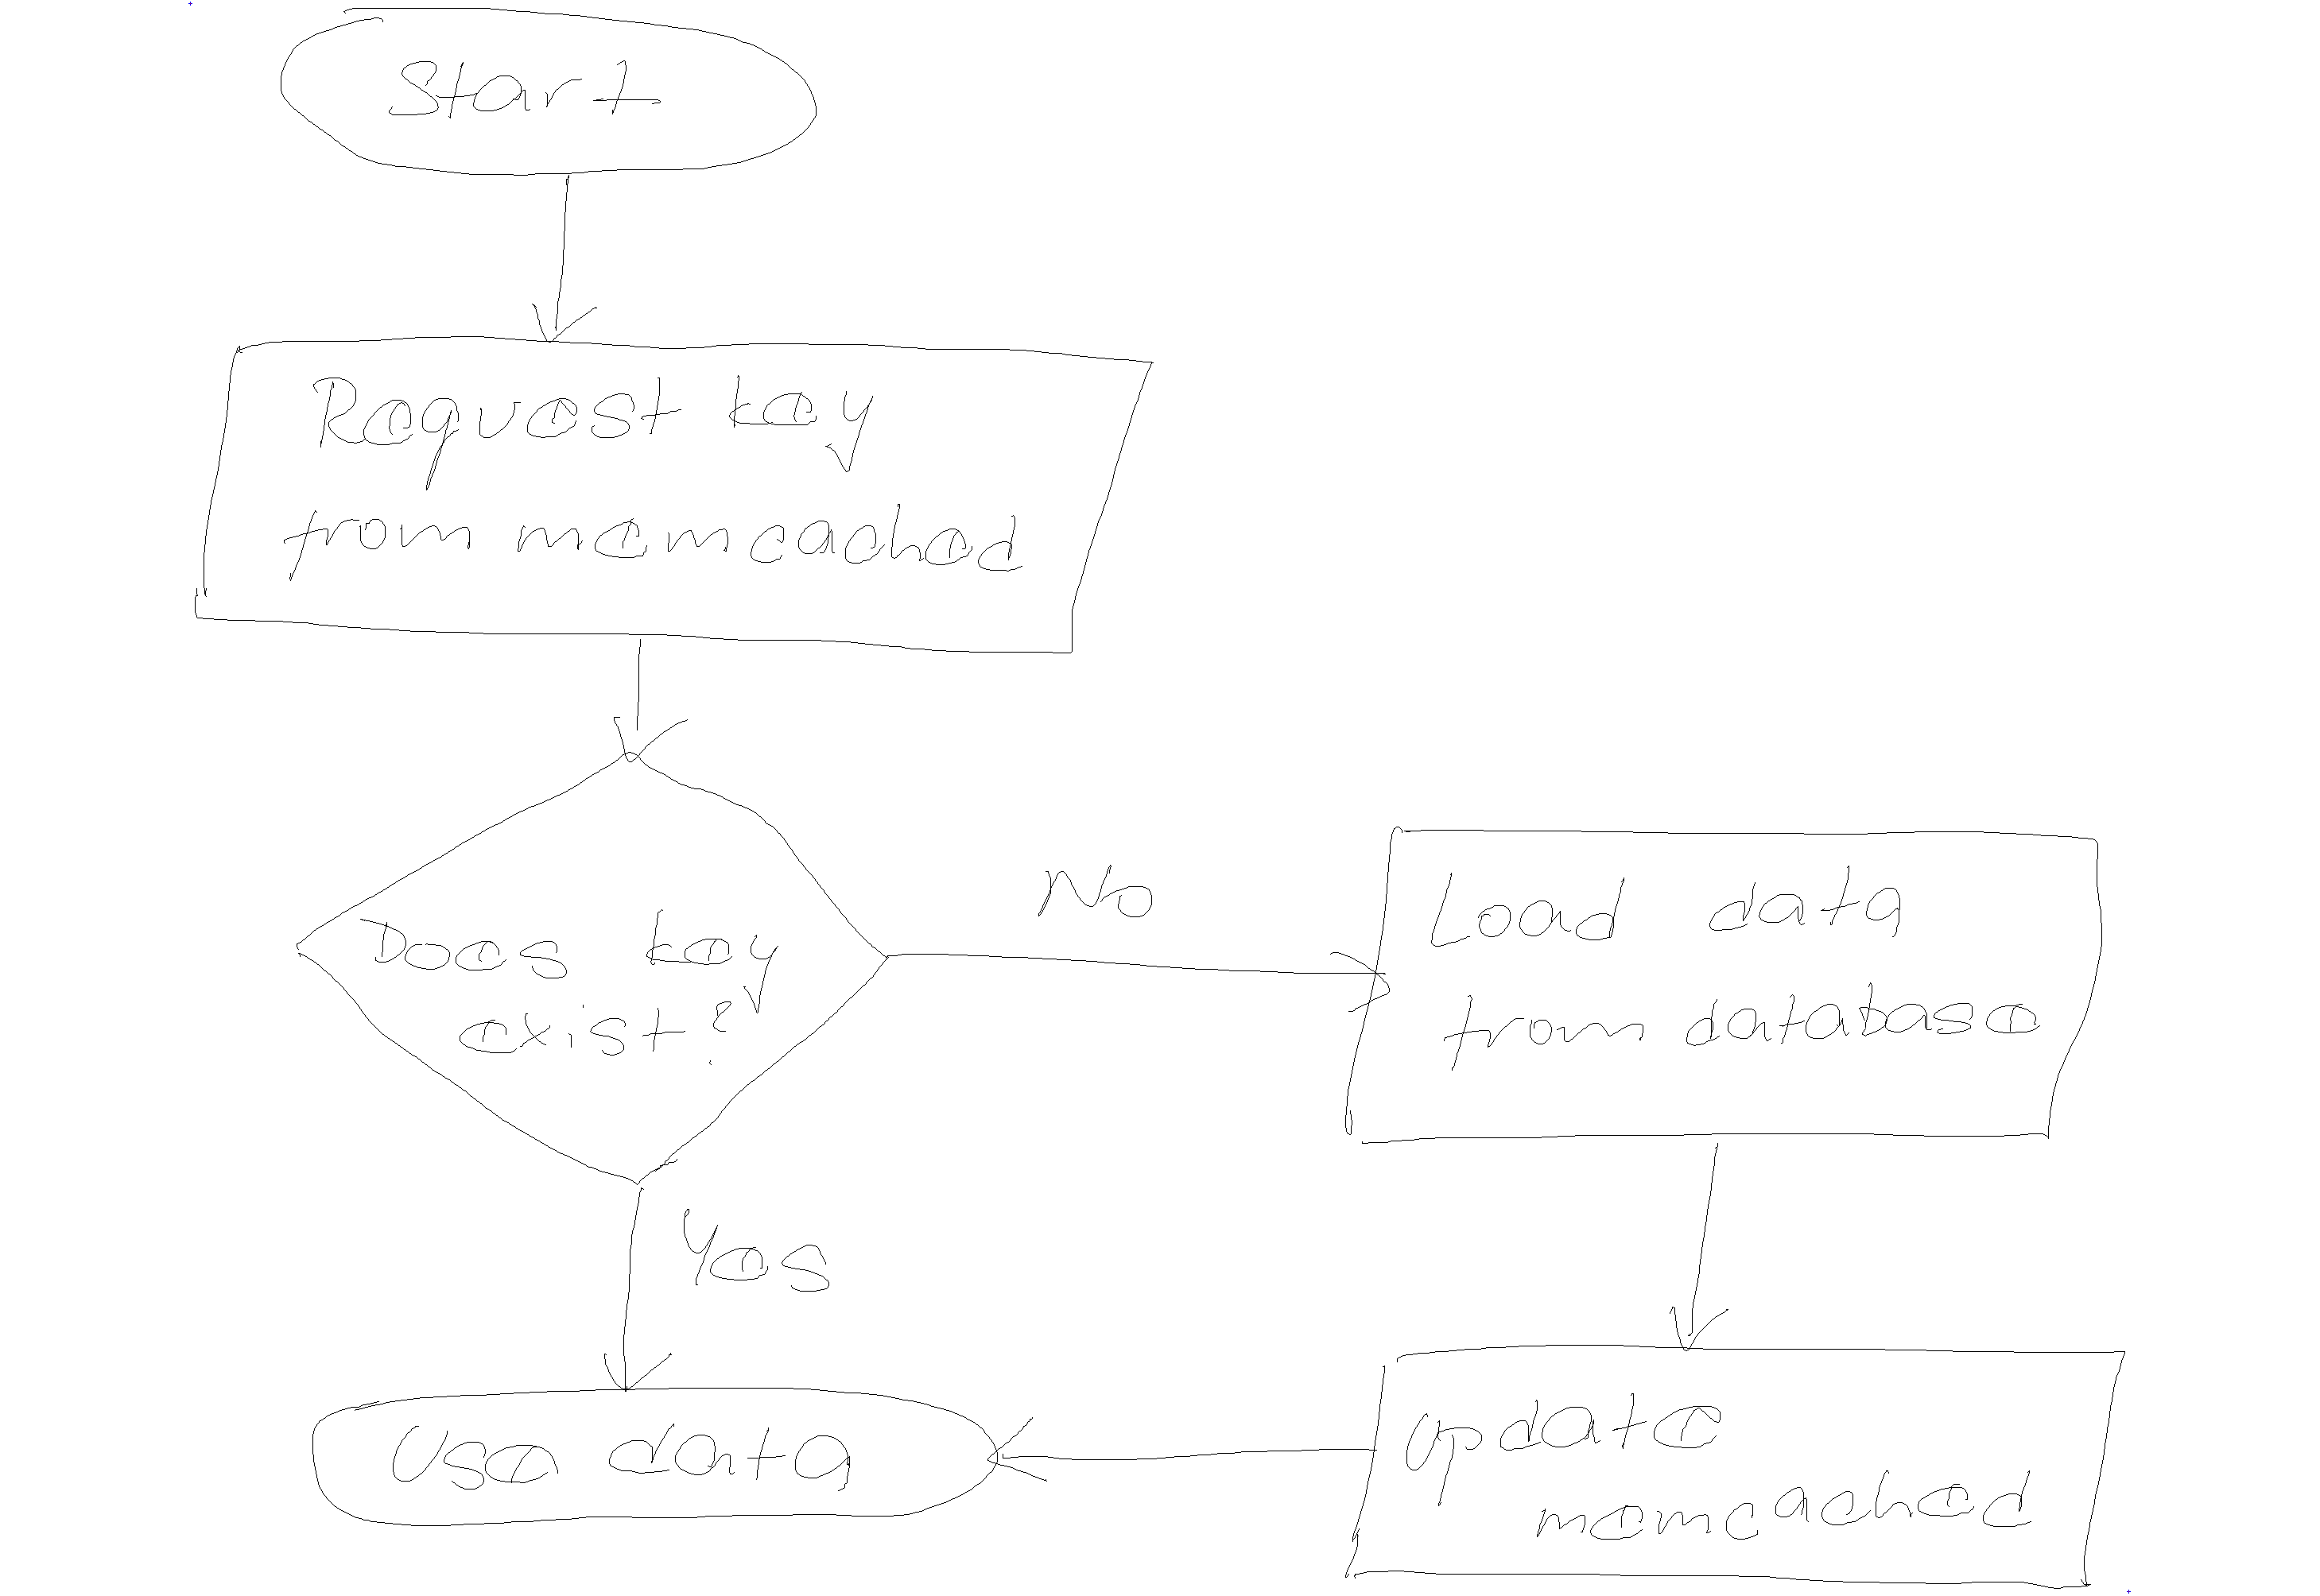 Start
Request key
from memcached
Does key
exist?
No
Load data
from database
Yes
Use data
Update
memcached